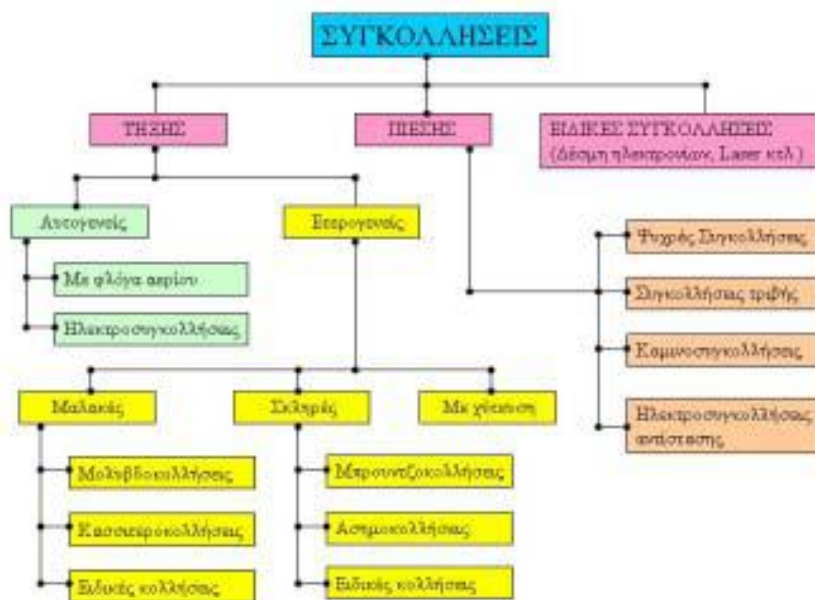 ΣΥΓΚΟΛΛΗΣΕΙΣ
ΤΗΞΗΣ
ΠΙΕΣΗΣ
ΕΙΔΙΚΕΣ ΣΥΓΚΟΛΛΗΣΕΙΣ
(Δέσμη ηλεκτρονίων, Laser κτλ.)
Αυτογενείς
Ετερογενείς
Με φλόγα αερίου
Ηλεκτροσυγκολλήσεις
Ψυχρές Συγκολλήσεις
Συγκολλήσεις τριβής
Καμινοσυγκολλήσεις
Ηλεκτροσυγκολλήσεις
αντίστασης
Μαλακές
Σκληρές
Με χύτευση
Μολυβδοκολλήσεις
Κασσιτεροκολλήσεις
Ειδικές κολλήσεις
Μπρουντζοκολλήσεις
Ασημοκολλήσεις
Ειδικές κολλήσεις